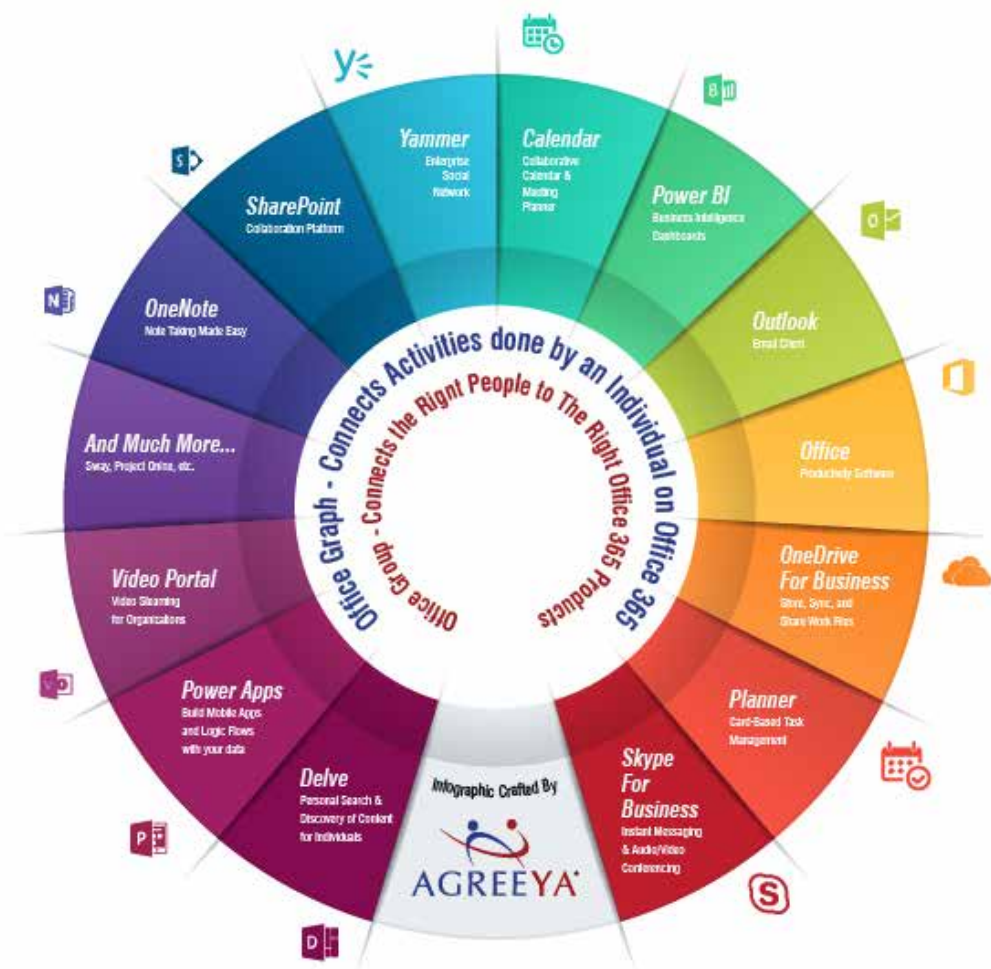 Yammer
Enterprise
Social
Network
Calendar
Collaborative
Calendar &
Meeting
Planner
Power BI
Business Intelligence
Dashboards
Outlook
Email Client
Office
Productivety Software
OneDrive
For Business
Store, Sync, and
Share Work Files
Planner
Card-Based Task
Management
Skype
For
Business
Instant Messaging
& Audio/Video
Conferencing
Infographic Crafted By
AGREEYA
Delve
Personal Search &
Discovery of Content
for Individuals
Power Apps
Build Mobile Apps
and Logic Flows
with your data
Video Portal
Video Steaming
for Organizations
And Much More...
Sway, Project Onine, etc.
OneNote
Note Taking Made Easy
SharePoint
Collaboration Platform
Office Graph - Connects Activities done by an Individual on Office 365
Office Group - Connects the Rignt People to The Right Office 365 Products